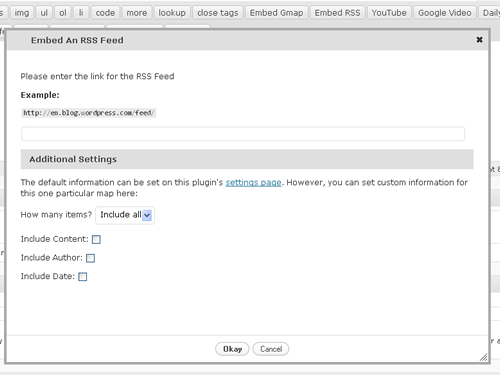 s img ul ol li code more lookup close tags Embed Gmap Embed RSS YouTube Google Video Daily
Embed An RSS Feed ✖
Please enter the link for the RSS Feed
Example:
http://en.blog.wordpress.com/feed/
Additional Settings
The default information can be set on this plugin's settings page. However, you can set custom information for
this one particular map here:
How many items? Include all
Include Content:
Include Author:
Include Date:
Okay Cancel